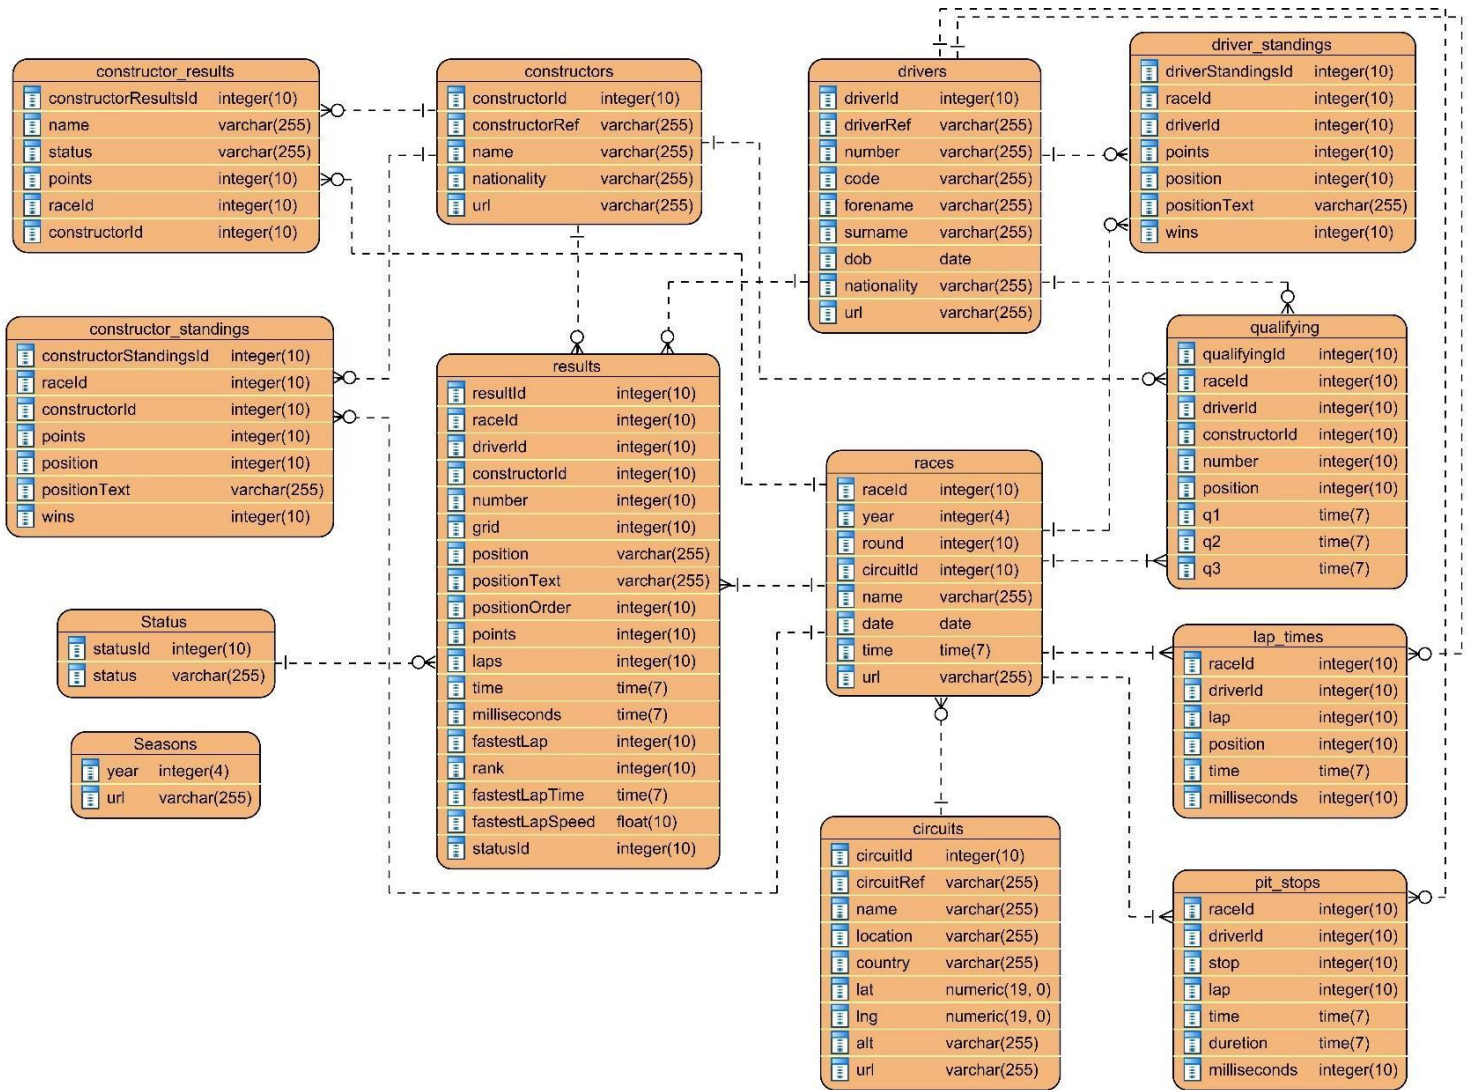 constructor_results
constructorResultsId integer(10)
name varchar(255)
status varchar(255)
points integer(10)
raceId integer(10)
constructorId integer(10)
constructors
constructorId integer(10)
constructorRef varchar(255)
name varchar(255)
nationality varchar(255)
url varchar(255)
drivers
driverId integer(10)
driverRef varchar(255)
number varchar(255)
code varchar(255)
forename varchar(255)
surname varchar(255)
dob date
nationality varchar(255)
url varchar(255)
driver_standings
driverStandingsId integer(10)
raceId integer(10)
driverId integer(10)
points integer(10)
position integer(10)
positionText varchar(255)
wins integer(10)
constructor_standings
constructorStandingsId integer(10)
raceId integer(10)
constructorId integer(10)
points integer(10)
position integer(10)
positionText varchar(255)
wins integer(10)
results
resultId integer(10)
raceId integer(10)
driverId integer(10)
constructorId integer(10)
number integer(10)
grid integer(10)
position varchar(255)
positionText varchar(255)
positionOrder integer(10)
points integer(10)
laps integer(10)
time time(7)
milliseconds time(7)
fastestLap integer(10)
rank integer(10)
fastestLapTime time(7)
fastestLapSpeed float(10)
statusId integer(10)
qualifying
qualifyingId integer(10)
raceId integer(10)
driverId integer(10)
constructorId integer(10)
number integer(10)
position integer(10)
q1 time(7)
q2 time(7)
q3 time(7)
races
raceId integer(10)
year integer(4)
round integer(10)
circuitId integer(10)
name varchar(255)
date date
time time(7)
url varchar(255)
Status
statusId integer(10)
status varchar(255)
Seasons
year integer(4)
url varchar(255)
lap_times
raceId integer(10)
driverId integer(10)
lap integer(10)
position integer(10)
time time(7)
milliseconds integer(10)
circuits
circuitId integer(10)
circuitRef varchar(255)
name varchar(255)
location varchar(255)
country varchar(255)
lat numeric(19, 0)
lng numeric(19, 0)
alt varchar(255)
url varchar(255)
pit_stops
raceId integer(10)
driverId integer(10)
stop integer(10)
lap integer(10)
time time(7)
duretion time(7)
milliseconds integer(10)